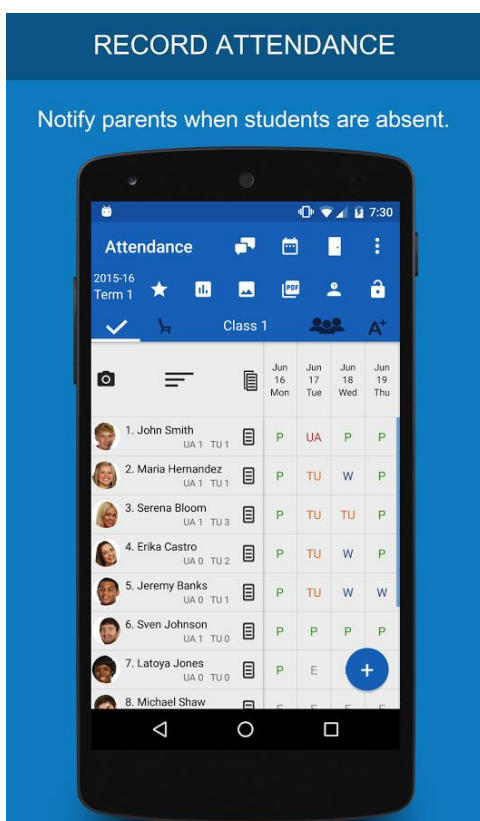 RECORD ATTENDANCE
Notify parents when students are absent.
7:30
Attendance
2015-16
Term 1
PDF
Class 1
A+
Jun Jun Jun Jun
16 17 18 19
Mon Tue Wed Thu
1. John Smith P UA P P
UA 1 TU 1
2. Maria Hernandez P TU W P
UA 1 TU 1
3. Serena Bloom P TU TU P
UA 1 TU 3
4. Erika Castro P TU W P
UA 0 TU 2
5. Jeremy Banks P TU W W
UA 0 TU 1
6. Sven Johnson P P P P
UA 1 TU 0
7. Latoya Jones P E
UA 0 TU 0
+
8. Michael Shaw